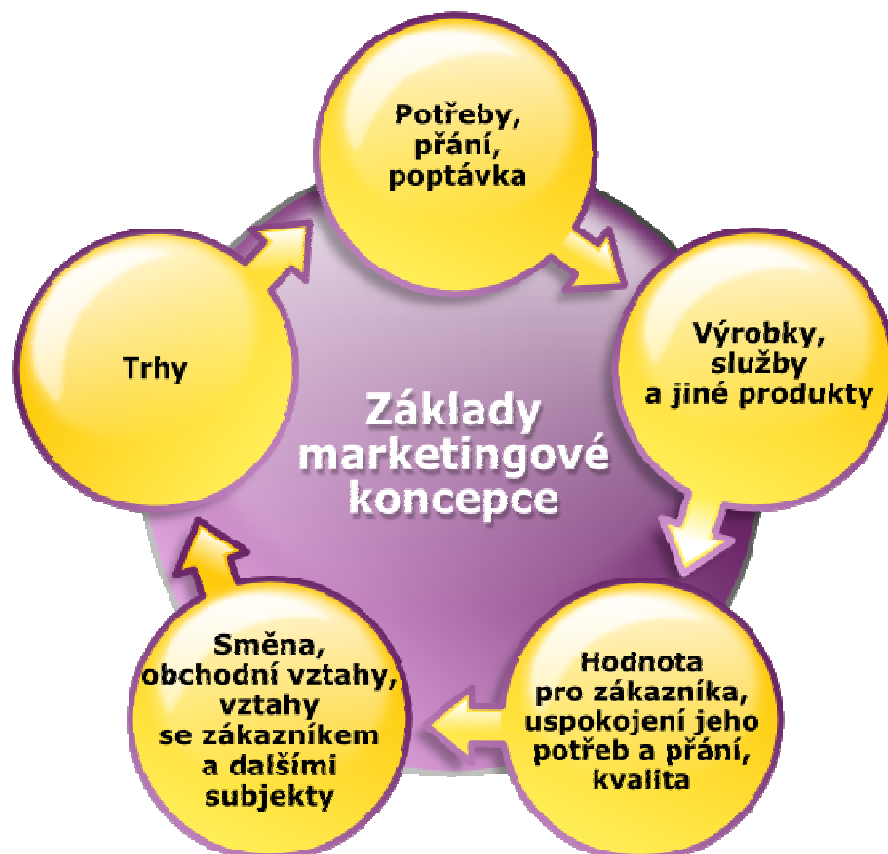 Potřeby,
přání,
poptávka
Výrobky,
služby
a jiné produkty
Trhy
Základy
marketingové
koncepce
Hodnota
pro zákazníka,
uspokojení jeho
potřeb a přání,
kvalita
Směna,
obchodní vztahy,
vztahy
se zákazníkem
a dalšími
subjekty